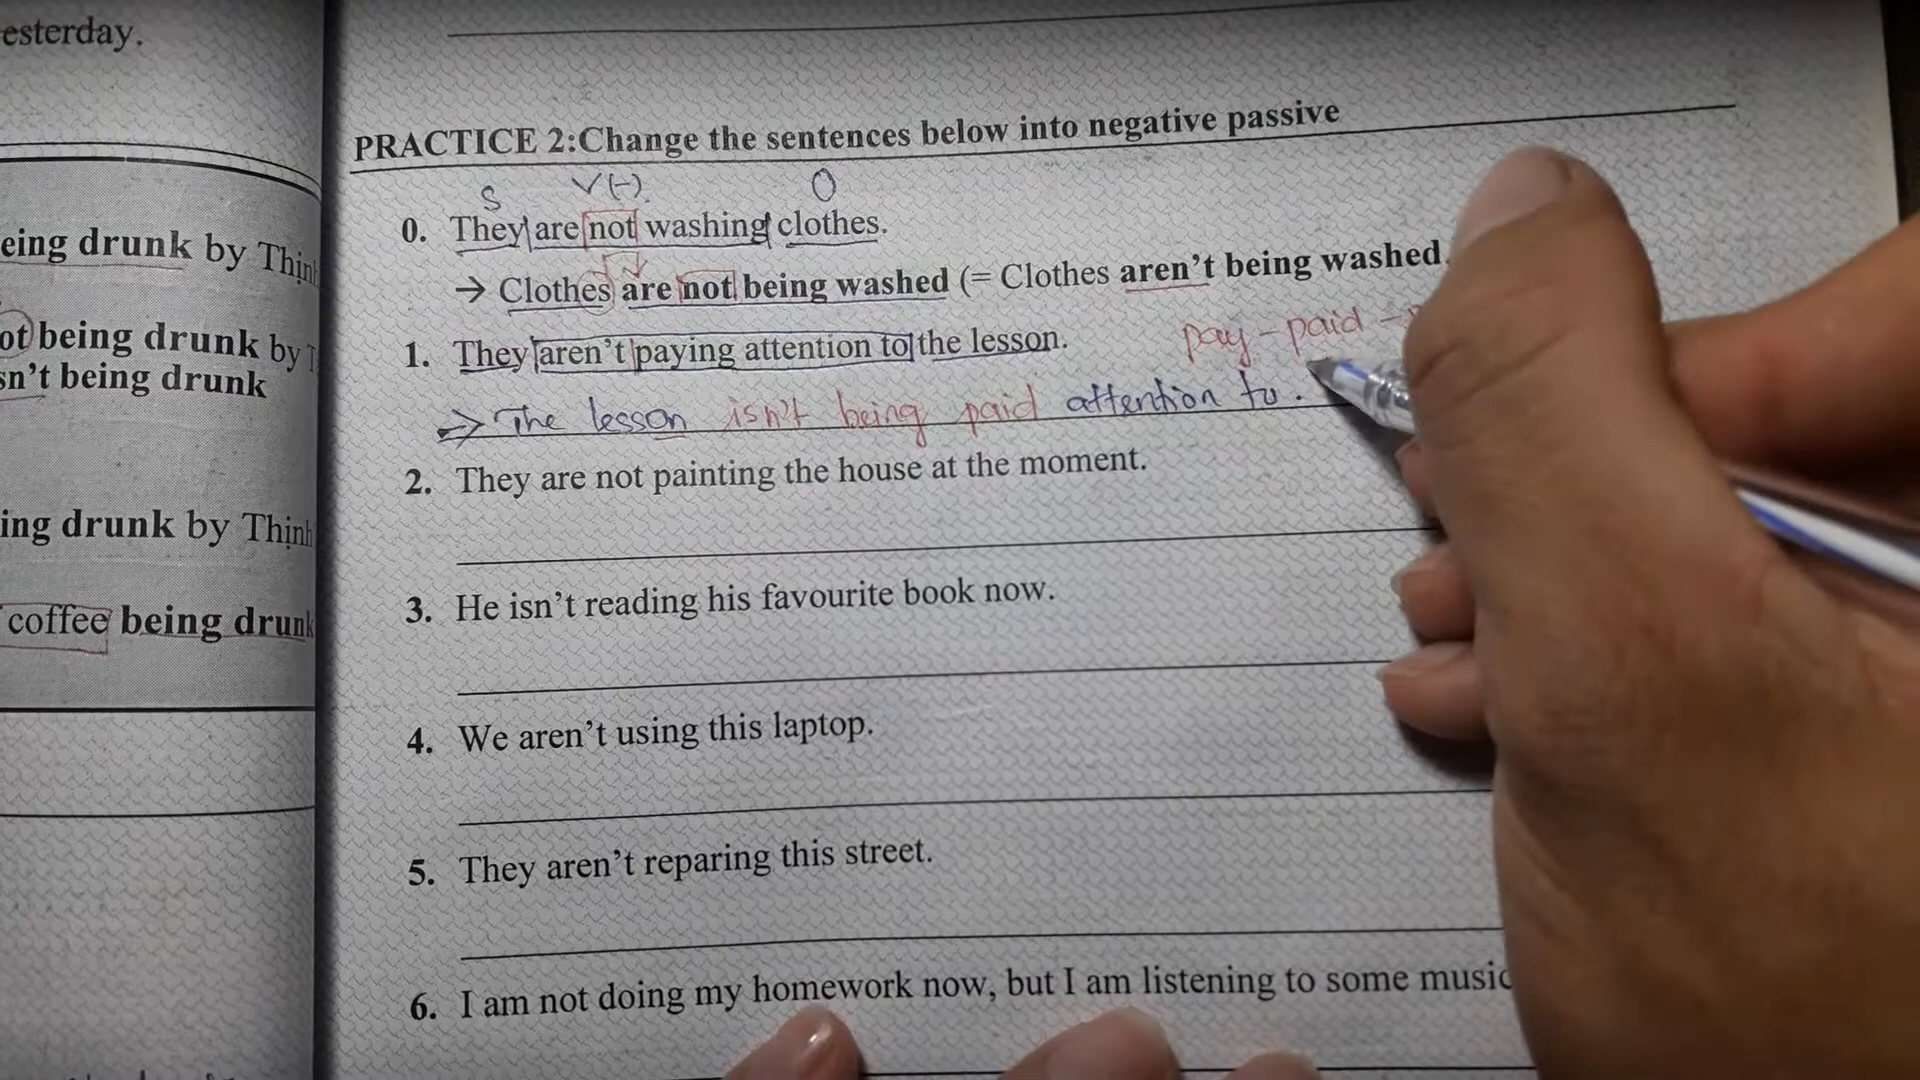 esterday.
eing drunk by Thịnh
ot being drunk by T
sn't being drunk
ing drunk by Thịnh
coffee being drunk
PRACTICE 2:Change the sentences below into negative passive
S V(-) O
0. They are not washing clothes.
→ Clothes are not being washed (= Clothes aren't being washed.
1. They aren't paying attention to the lesson.
pay - paid -
⇒ The lesson isn't being paid attention to.
2. They are not painting the house at the moment.
3. He isn't reading his favourite book now.
4. We aren't using this laptop.
5. They aren't reparing this street.
6. I am not doing my homework now, but I am listening to some music